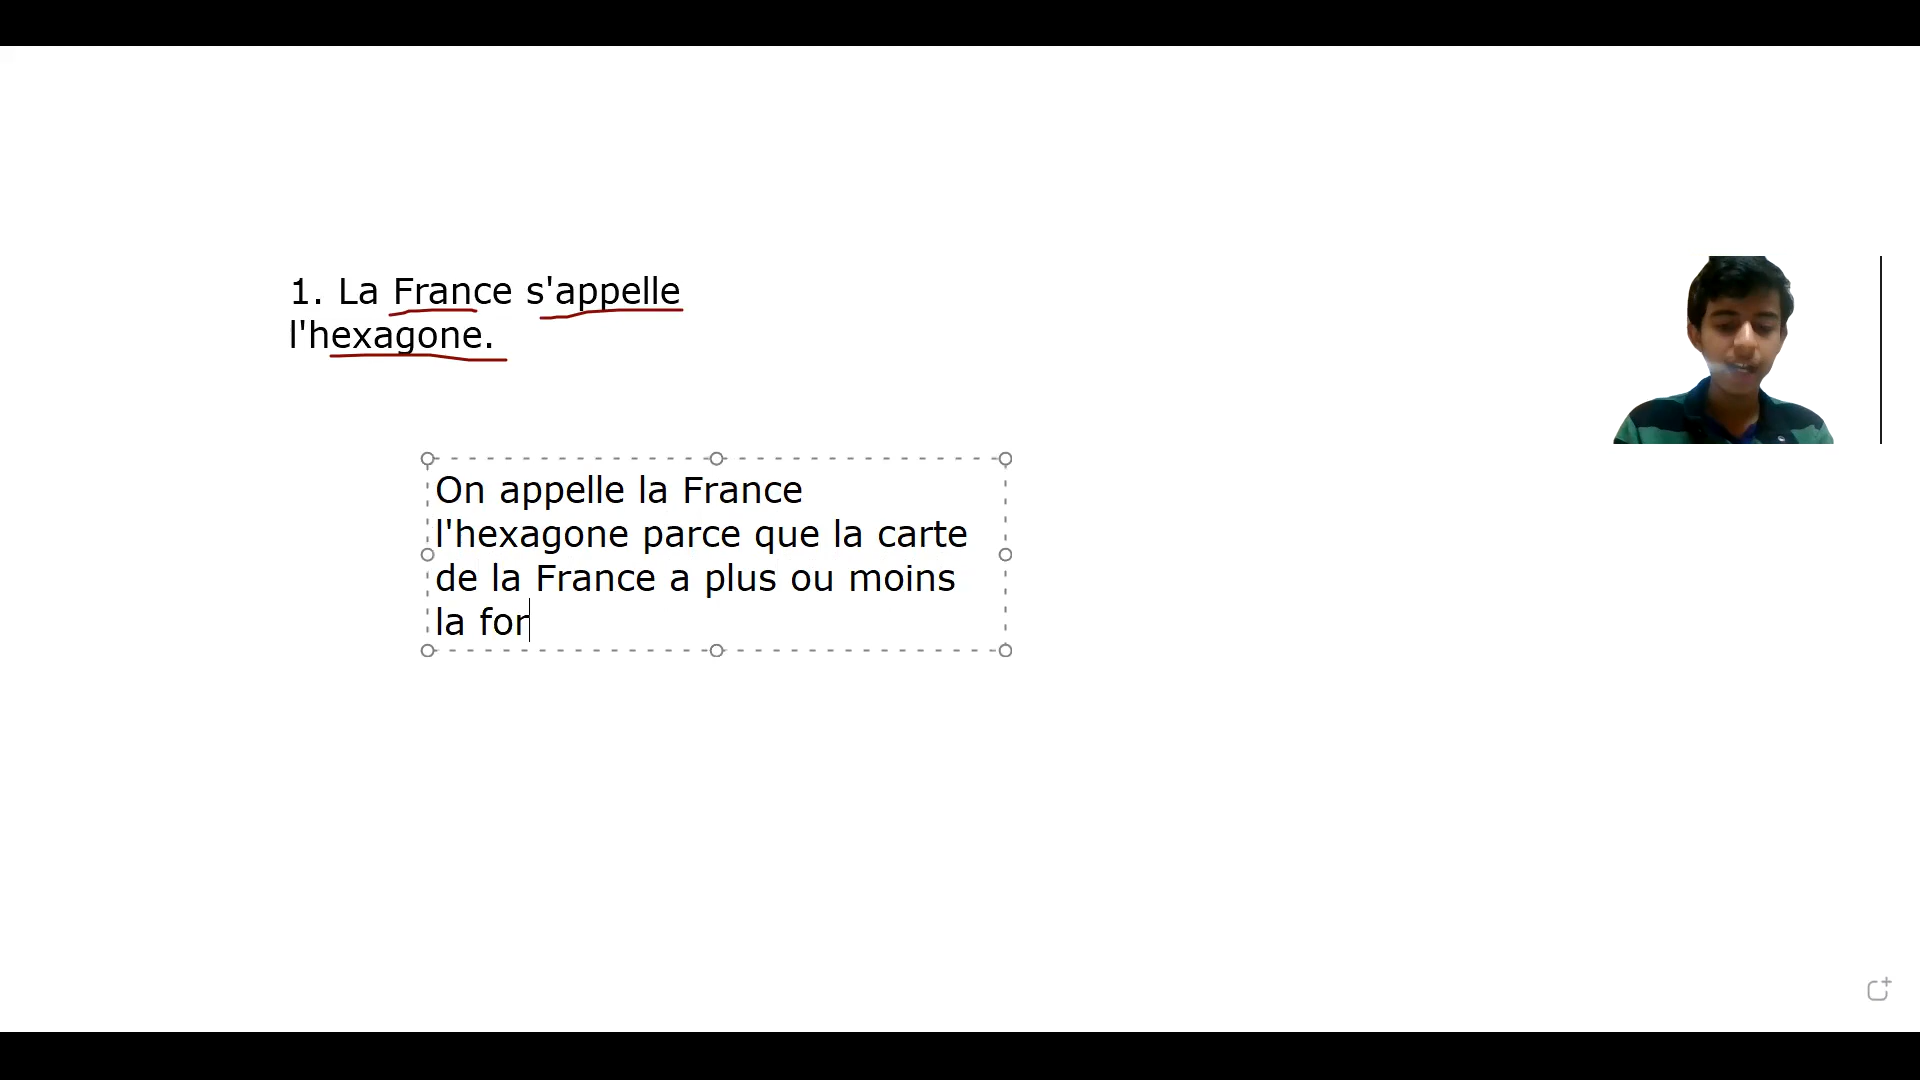 1. La France s'appelle
l'hexagone.
On appelle la France
l'hexagone parce que la carte
de la France a plus ou moins
la for